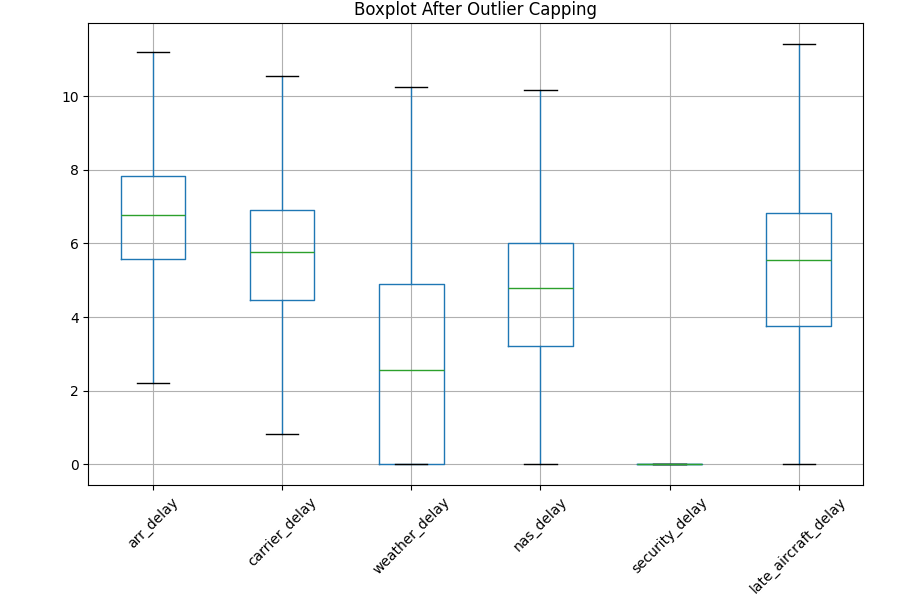 Boxplot After Outlier Capping
10
8
6
4
2
0
arr_delay
carrier_delay
weather_delay
nas_delay
security_delay
late_aircraft_delay